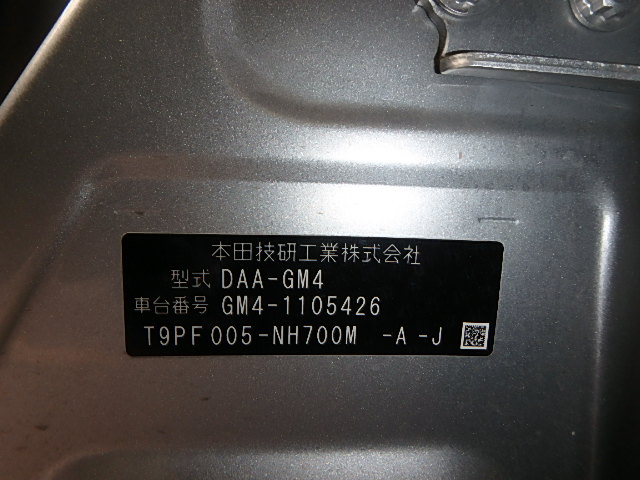 本田技研工業株式会社
型式 DAA-GM4
車台番号 GM4-1105426
T9PF005-NH700M -A-J